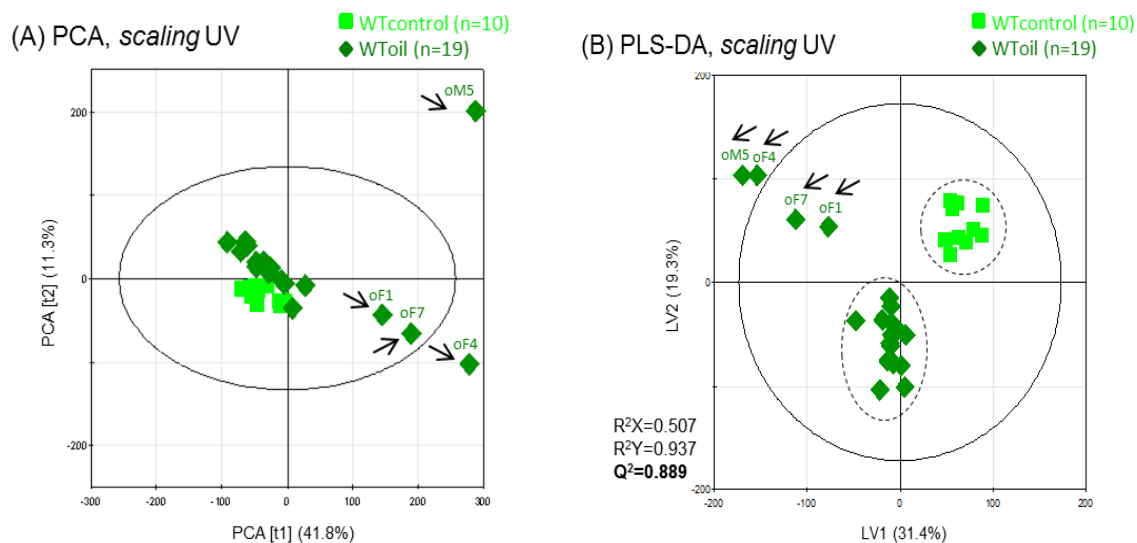 (A) PCA, scaling UV
WTcontrol (n=10)
WToil (n=19)
oM5
oF1
oF7
oF4
200
0
-200
-300
-200
-100
0
100
200
300
PCA [t2] (11.3%)
PCA [t1] (41.8%)
(B) PLS-DA, scaling UV
WTcontrol (n=10)
WToil (n=19)
oM5 oF4
oF7 oF1
200
100
0
-100
-200
-200
-100
0
100
200
LV2 (19.3%)
LV1 (31.4%)
R²X=0.507
R²Y=0.937
Q²=0.889